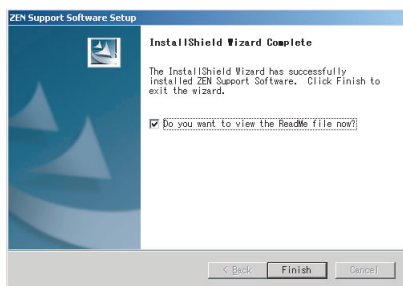 ZEN Support Software Setup
InstallShield Wizard Complete
The InstallShield Wizard has successfully
installed ZEN Support Software.  Click Finish to
exit the wizard.
Do you want to view the ReadMe file now?
< Back
Finish
Cancel